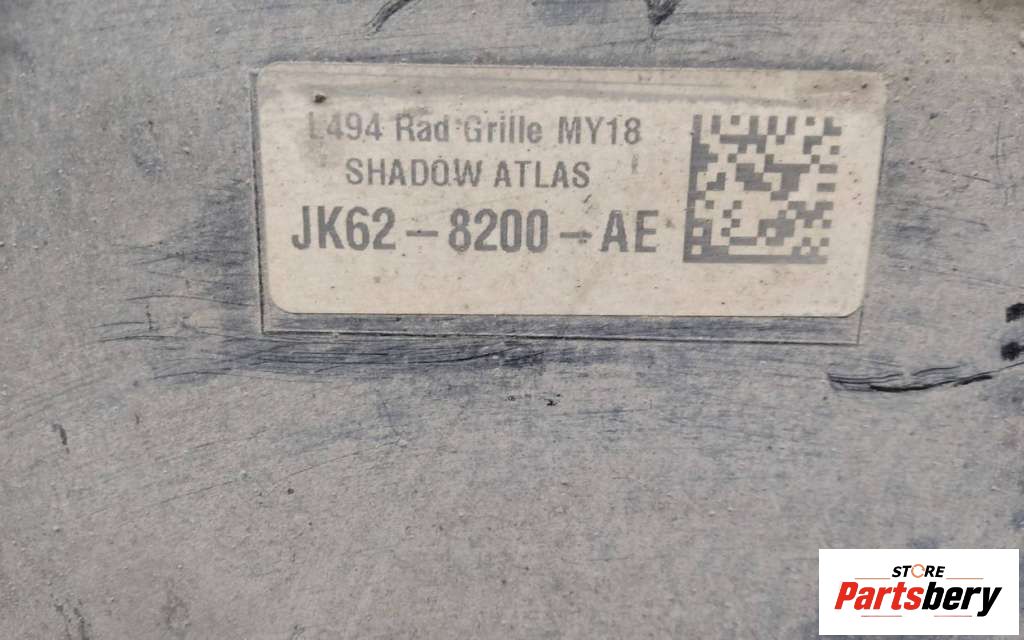 L494 Rad Grille MY18
SHADOW ATLAS
JK62-8200-AE
STORE
Partsbery